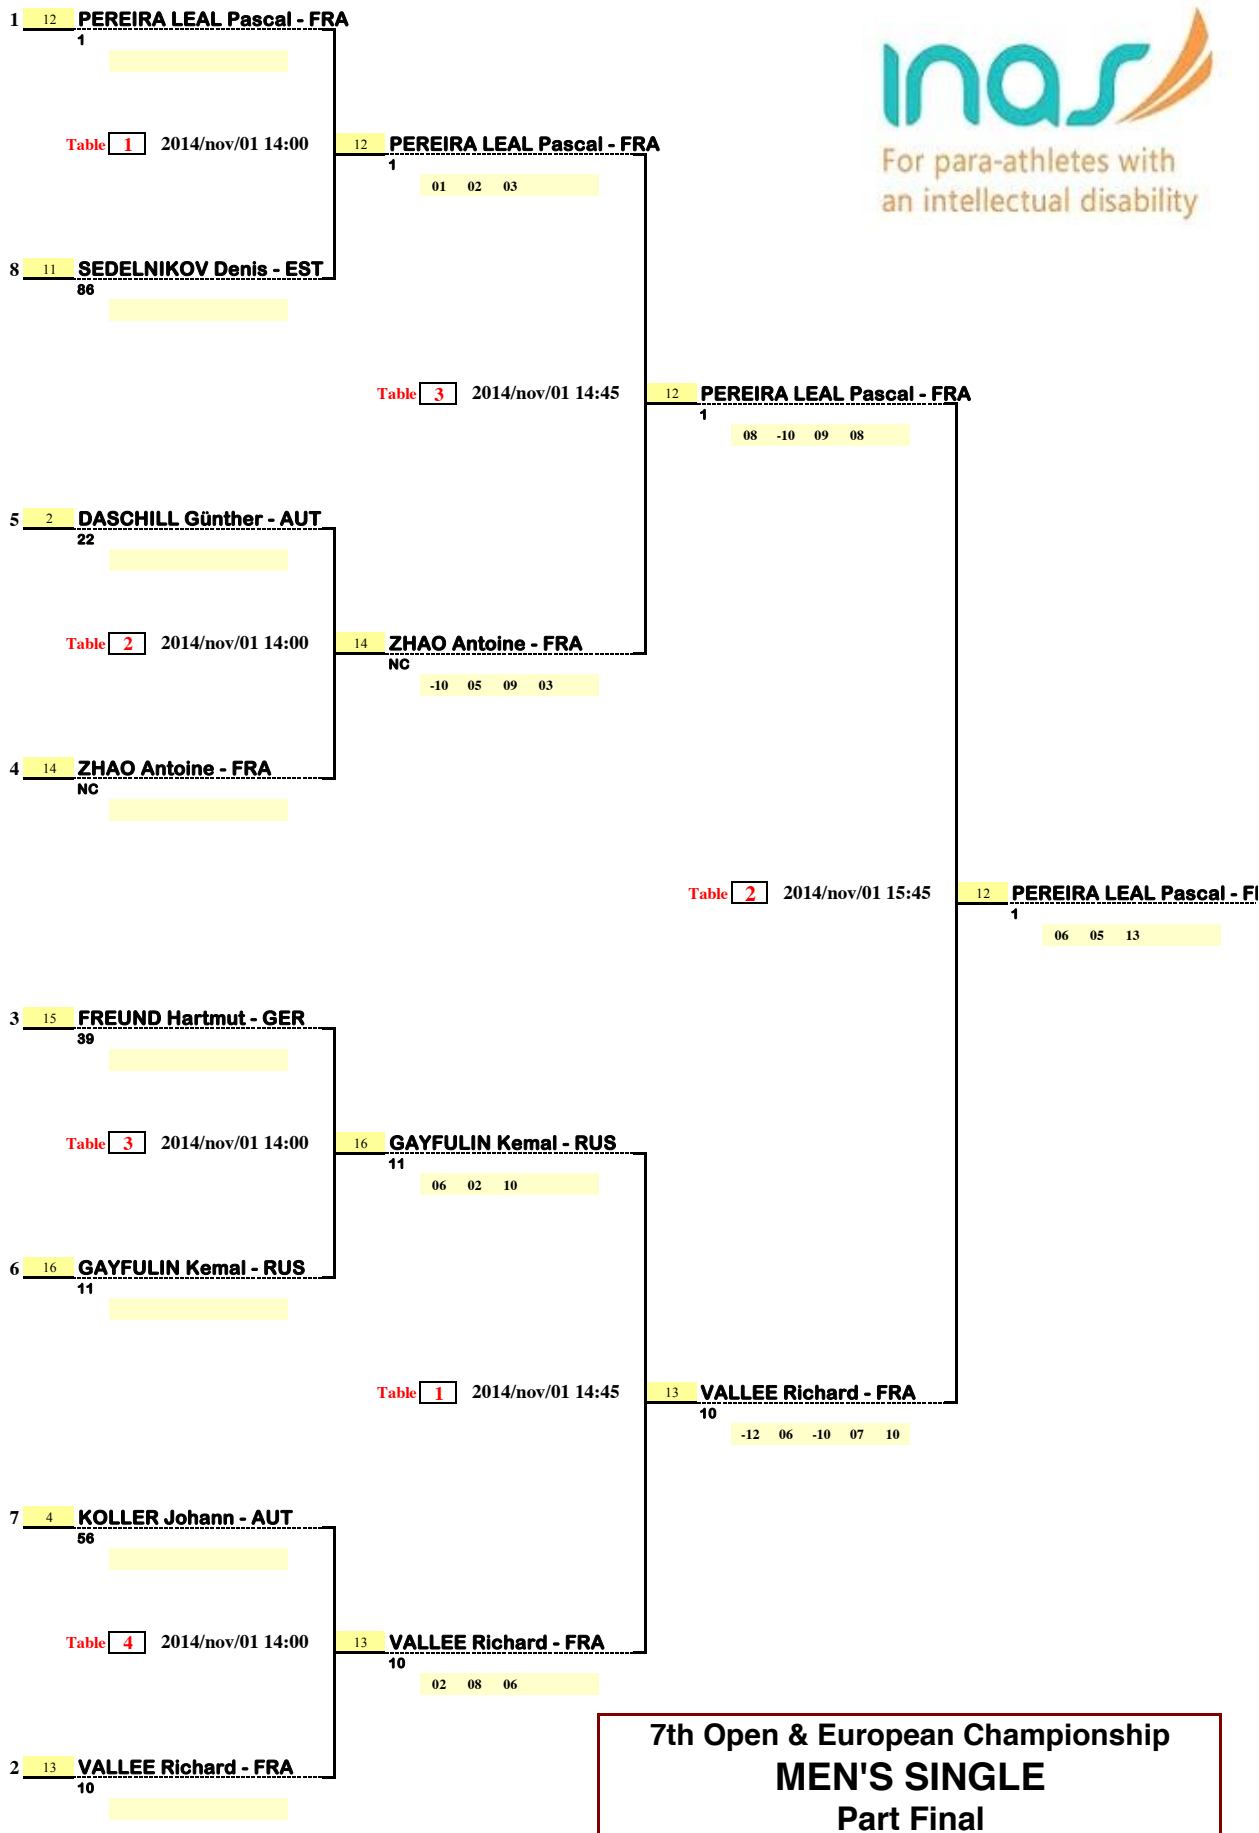 1 12 PEREIRA LEAL Pascal - FRA
1
inas
For para-athletes with
an intellectual disability
Table 1 2014/nov/01 14:00
12 PEREIRA LEAL Pascal - FRA
1
01 02 03
8 11 SEDELNIKOV Denis - EST
86
Table 3 2014/nov/01 14:45
12 PEREIRA LEAL Pascal - FRA
1
08 -10 09 08
5 2 DASCHILL Günther - AUT
22
Table 2 2014/nov/01 14:00
14 ZHAO Antoine - FRA
NC
-10 05 09 03
4 14 ZHAO Antoine - FRA
NC
Table 2 2014/nov/01 15:45
12 PEREIRA LEAL Pascal - F
1
06 05 13
3 15 FREUND Hartmut - GER
39
Table 3 2014/nov/01 14:00
16 GAYFULIN Kemal - RUS
11
06 02 10
6 16 GAYFULIN Kemal - RUS
11
Table 1 2014/nov/01 14:45
13 VALLEE Richard - FRA
10
-12 06 -10 07 10
7 4 KOLLER Johann - AUT
56
Table 4 2014/nov/01 14:00
13 VALLEE Richard - FRA
10
02 08 06
2 13 VALLEE Richard - FRA
10
7th Open & European Championship
MEN'S SINGLE
Part Final